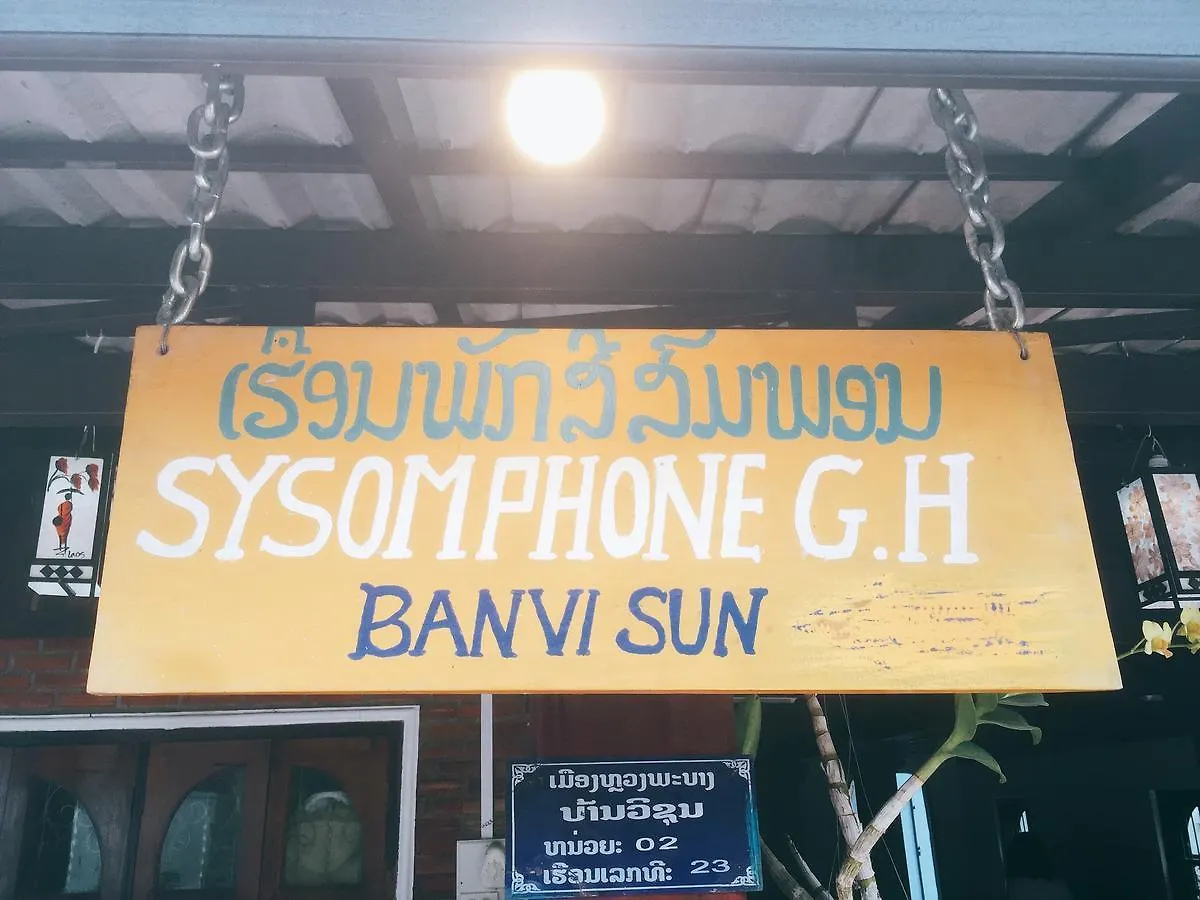 ເຮືອນພັກສີສົມພອນ
SYSOMPHONE G.H
BANVI SUN
ເມືອງຫຼວງພະບາງ
ບ້ານວິຊຸນ
ຫນ່ວຍ: 02
ເຮືອນເລກທີ: 23